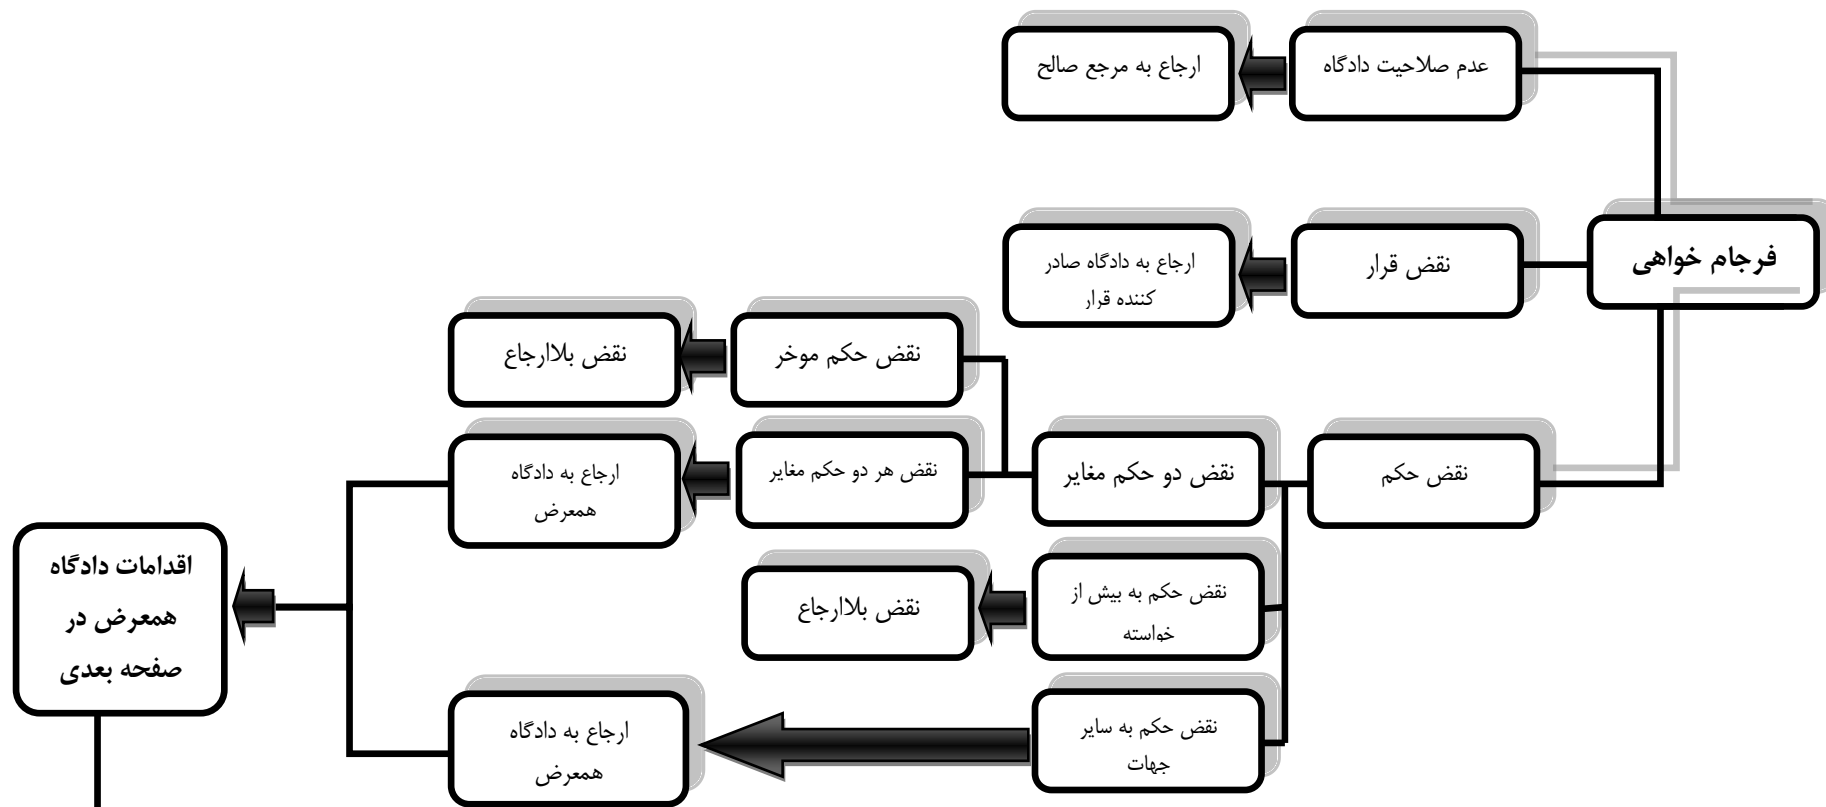 عدم صلاحیت دادگاه
ارجاع به مرجع صالح
فرجام خواهی
نقض قرار
ارجاع به دادگاه صادر
کننده قرار
نقض حکم موخر
نقض بلاارجاع
نقض حکم
نقض دو حکم مغایر
نقض هر دو حکم مغایر
ارجاع به دادگاه
همعرض
نقض حکم به بیش از
خواسته
نقض بلاارجاع
اقدامات دادگاه
همعرض در
صفحه بعدی
نقض حکم به سایر
جهات
ارجاع به دادگاه
همعرض